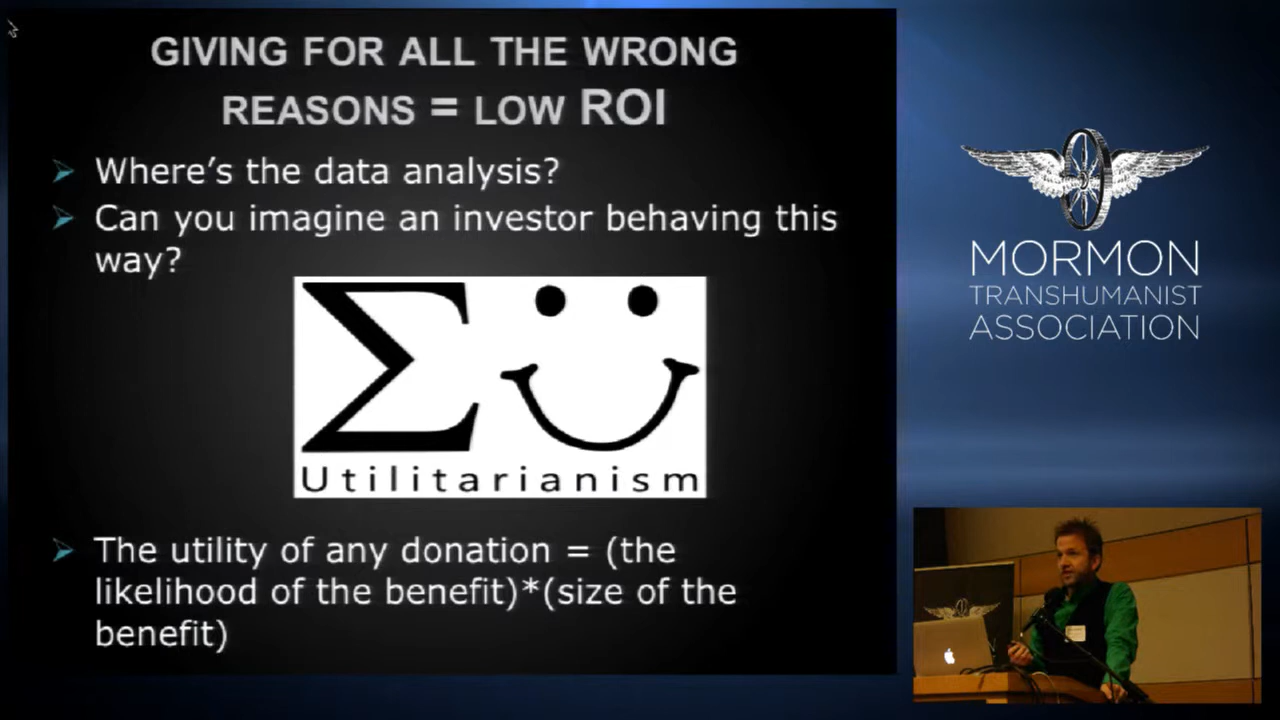 GIVING FOR ALL THE WRONG
REASONS = LOW ROI
Where's the data analysis?
Can you imagine an investor behaving this
way?
Σ
Utilitarianism
The utility of any donation = (the
likelihood of the benefit)*(size of the
benefit)
MORMON
TRANSHUMANIST
ASSOCIATION